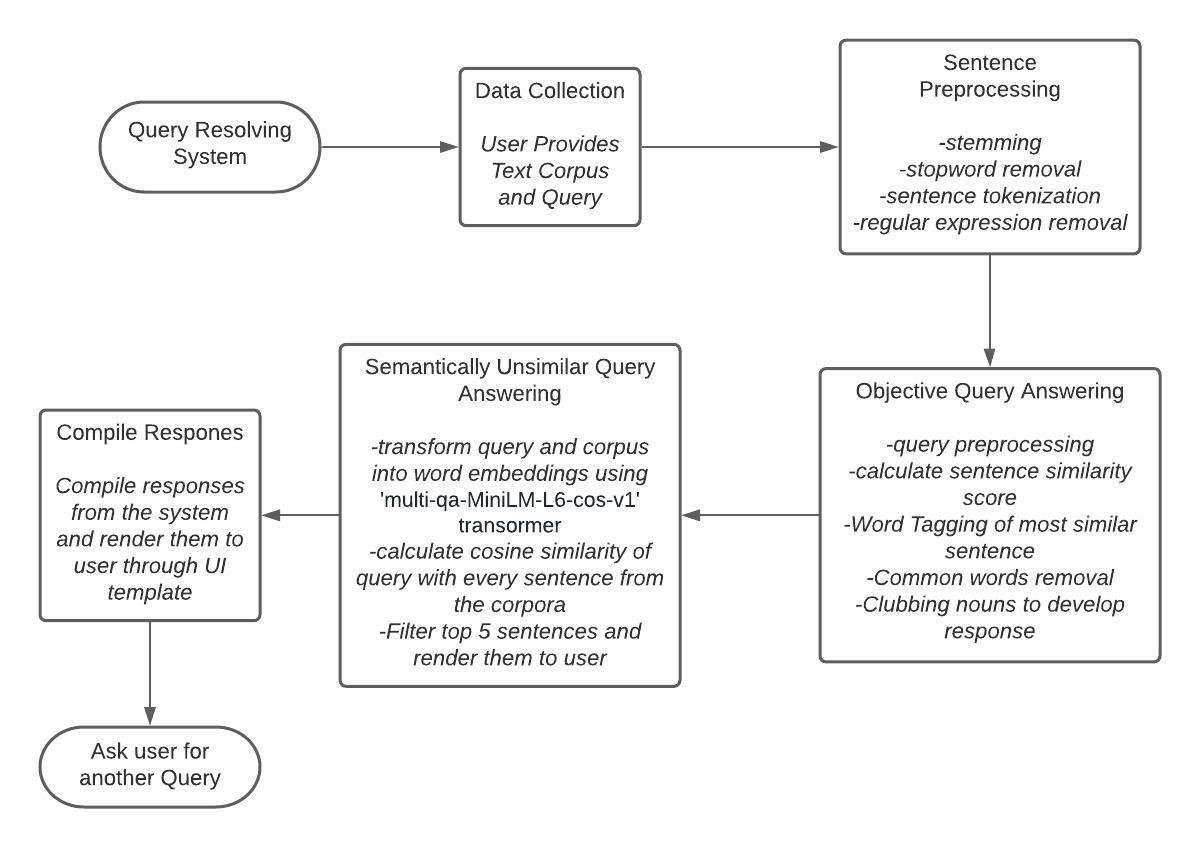 Query Resolving
System
Data Collection
User Provides
Text Corpus
and Query
Sentence
Preprocessing
-stemming
-stopword removal
-sentence tokenization
-regular expression removal
Objective Query Answering
-query preprocessing
-calculate sentence similarity
score
-Word Tagging of most similar
sentence
-Common words removal
-Clubbing nouns to develop
response
Semantically Unsimilar Query
Answering
-transform query and corpus
into word embeddings using
'multi-qa-MiniLM-L6-cos-v1'
transormer
-calculate cosine similarity of
query with every sentence from
the corpora
-Filter top 5 sentences and
render them to user
Compile Respones
Compile responses
from the system
and render them to
user through UI
template
Ask user for
another Query